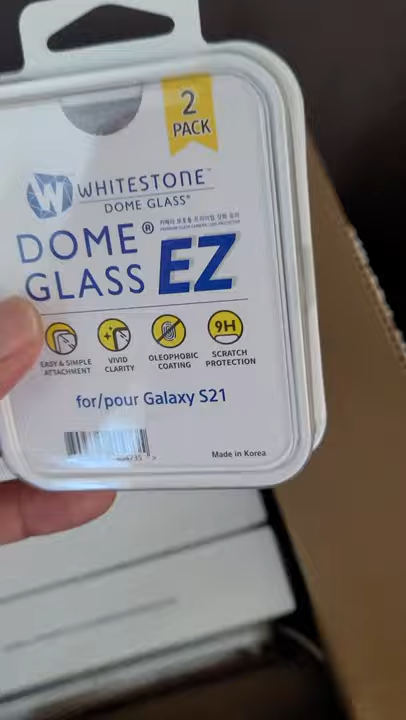 2
PACK
WHITESTONE™
DOME GLASS®
DOME®
GLASS EZ
EASY & SIMPLE
ATTACHMENT
VIVID
CLARITY
OLEOPHOBIC
COATING
9H
SCRATCH
PROTECTION
for/pour Galaxy S21
Made in Korea